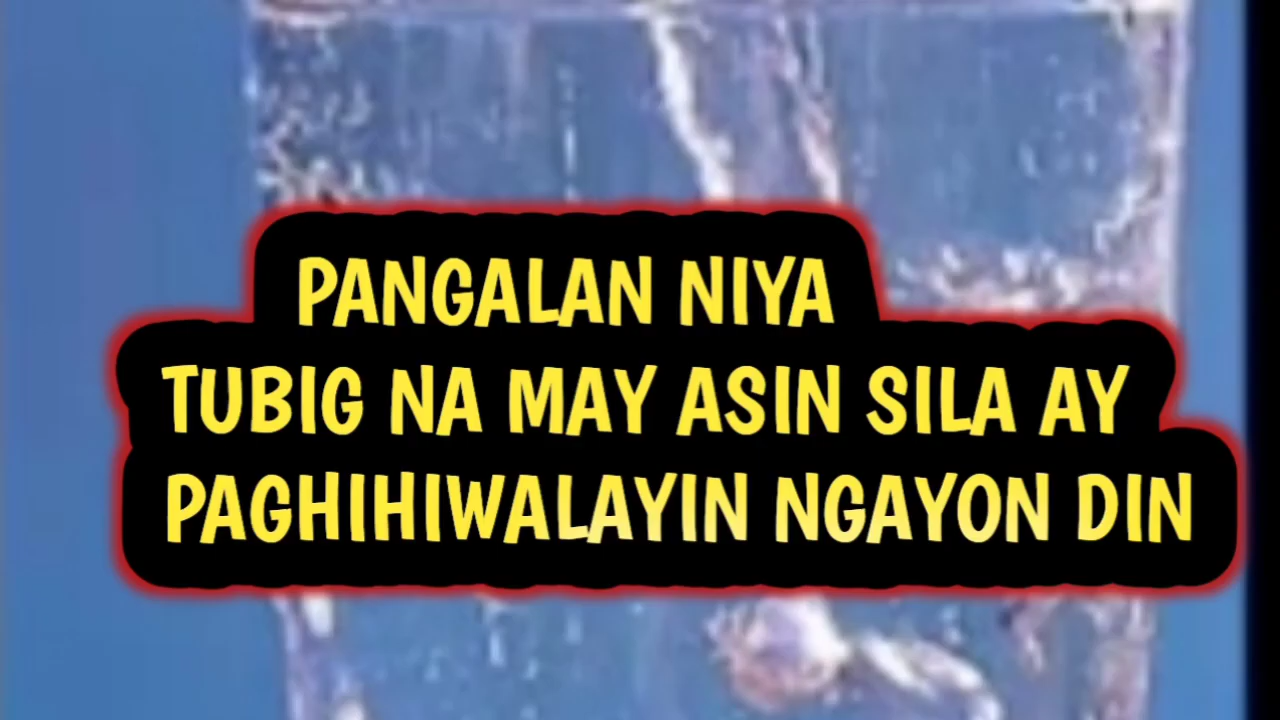 PANGALAN NIYA
TUBIG NA MAY ASIN SILA AY
PAGHIHIWALAYIN NGAYON DIN